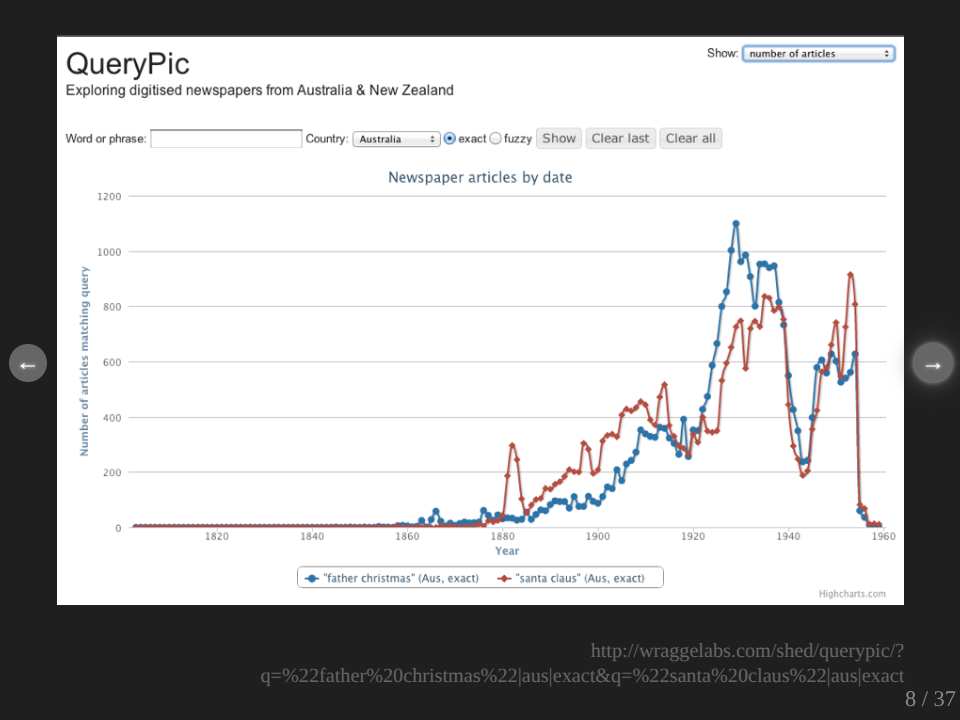 QueryPic
Show: number of articles
Exploring digitised newspapers from Australia & New Zealand
Word or phrase: Country: Australia exact fuzzy Show Clear last Clear all
Newspaper articles by date
1200
1000
800
600
400
200
0
Number of articles matching query
1820 1840 1860 1880 1900 1920 1940 1960
Year
"father christmas" (Aus, exact) "santa claus" (Aus, exact)
Highcharts.com
←
→
http://wraggelabs.com/shed/querypic/?
q=%22father%20christmas%22|aus|exact&q=%22santa%20claus%22|aus|exact
8 / 37